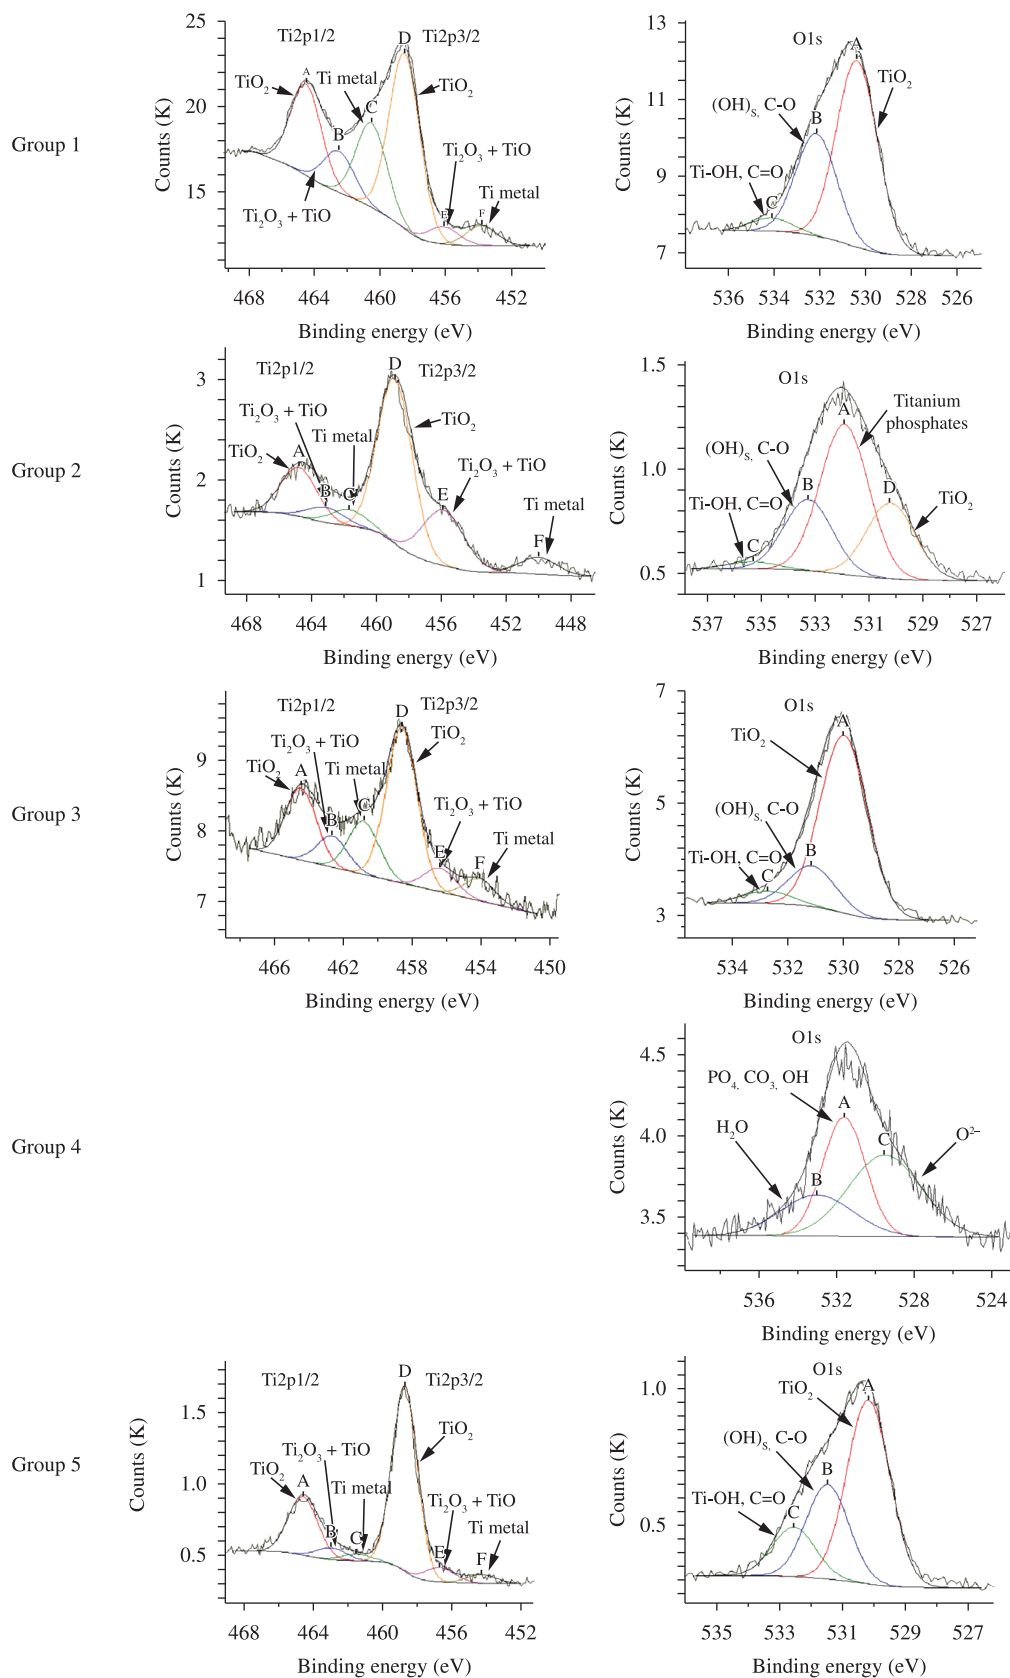 Group 1
25
20
15
Counts (K)
Ti2p1/2
D
Ti2p3/2
TiO2
A
Ti metal
C
TiO2
B
Ti2O3 + TiO
Ti2O3 + TiO
E
F
Ti metal
468 464 460 456 452
Binding energy (eV)
13
11
9
7
Counts (K)
O1s
A
TiO2
(OH)S, C-O
B
Ti-OH, C=O
C
536 534 532 530 528 526
Binding energy (eV)
Group 2
3
2
1
Counts (K)
Ti2p1/2
D
Ti2p3/2
Ti2O3 + TiO
TiO2
Ti metal
TiO2
A
B
C
Ti2O3 + TiO
E
Ti metal
F
468 464 460 456 452 448
Binding energy (eV)
1.5
1.0
0.5
Counts (K)
O1s
A
Titanium
phosphates
(OH)S, C-O
B
D
Ti-OH, C=O
TiO2
C
537 535 533 531 529 527
Binding energy (eV)
Group 3
9
8
7
Counts (K)
Ti2p1/2
D
Ti2p3/2
TiO2
Ti2O3 + TiO
TiO2
A
Ti metal
B
C
Ti2O3 + TiO
E
F
Ti metal
466 462 458 454 450
Binding energy (eV)
7
5
3
Counts (K)
O1s
A
TiO2
(OH)S, C-O
B
Ti-OH, C=O
C
534 532 530 528 526
Binding energy (eV)
Group 4
4.5
4.0
3.5
Counts (K)
O1s
PO4, CO3, OH
A
H2O
C
O2–
B
536 532 528 524
Binding energy (eV)
Group 5
1.5
1.0
0.5
Counts (K)
Ti2p1/2
D
Ti2p3/2
TiO2
Ti2O3 + TiO
TiO2
A
Ti metal
B
C
Ti2O3 + TiO
E
F
Ti metal
468 464 460 456 452
Binding energy (eV)
1.0
0.5
Counts (K)
O1s
A
TiO2
(OH)S, C-O
B
Ti-OH, C=O
C
535 533 531 529 527
Binding energy (eV)